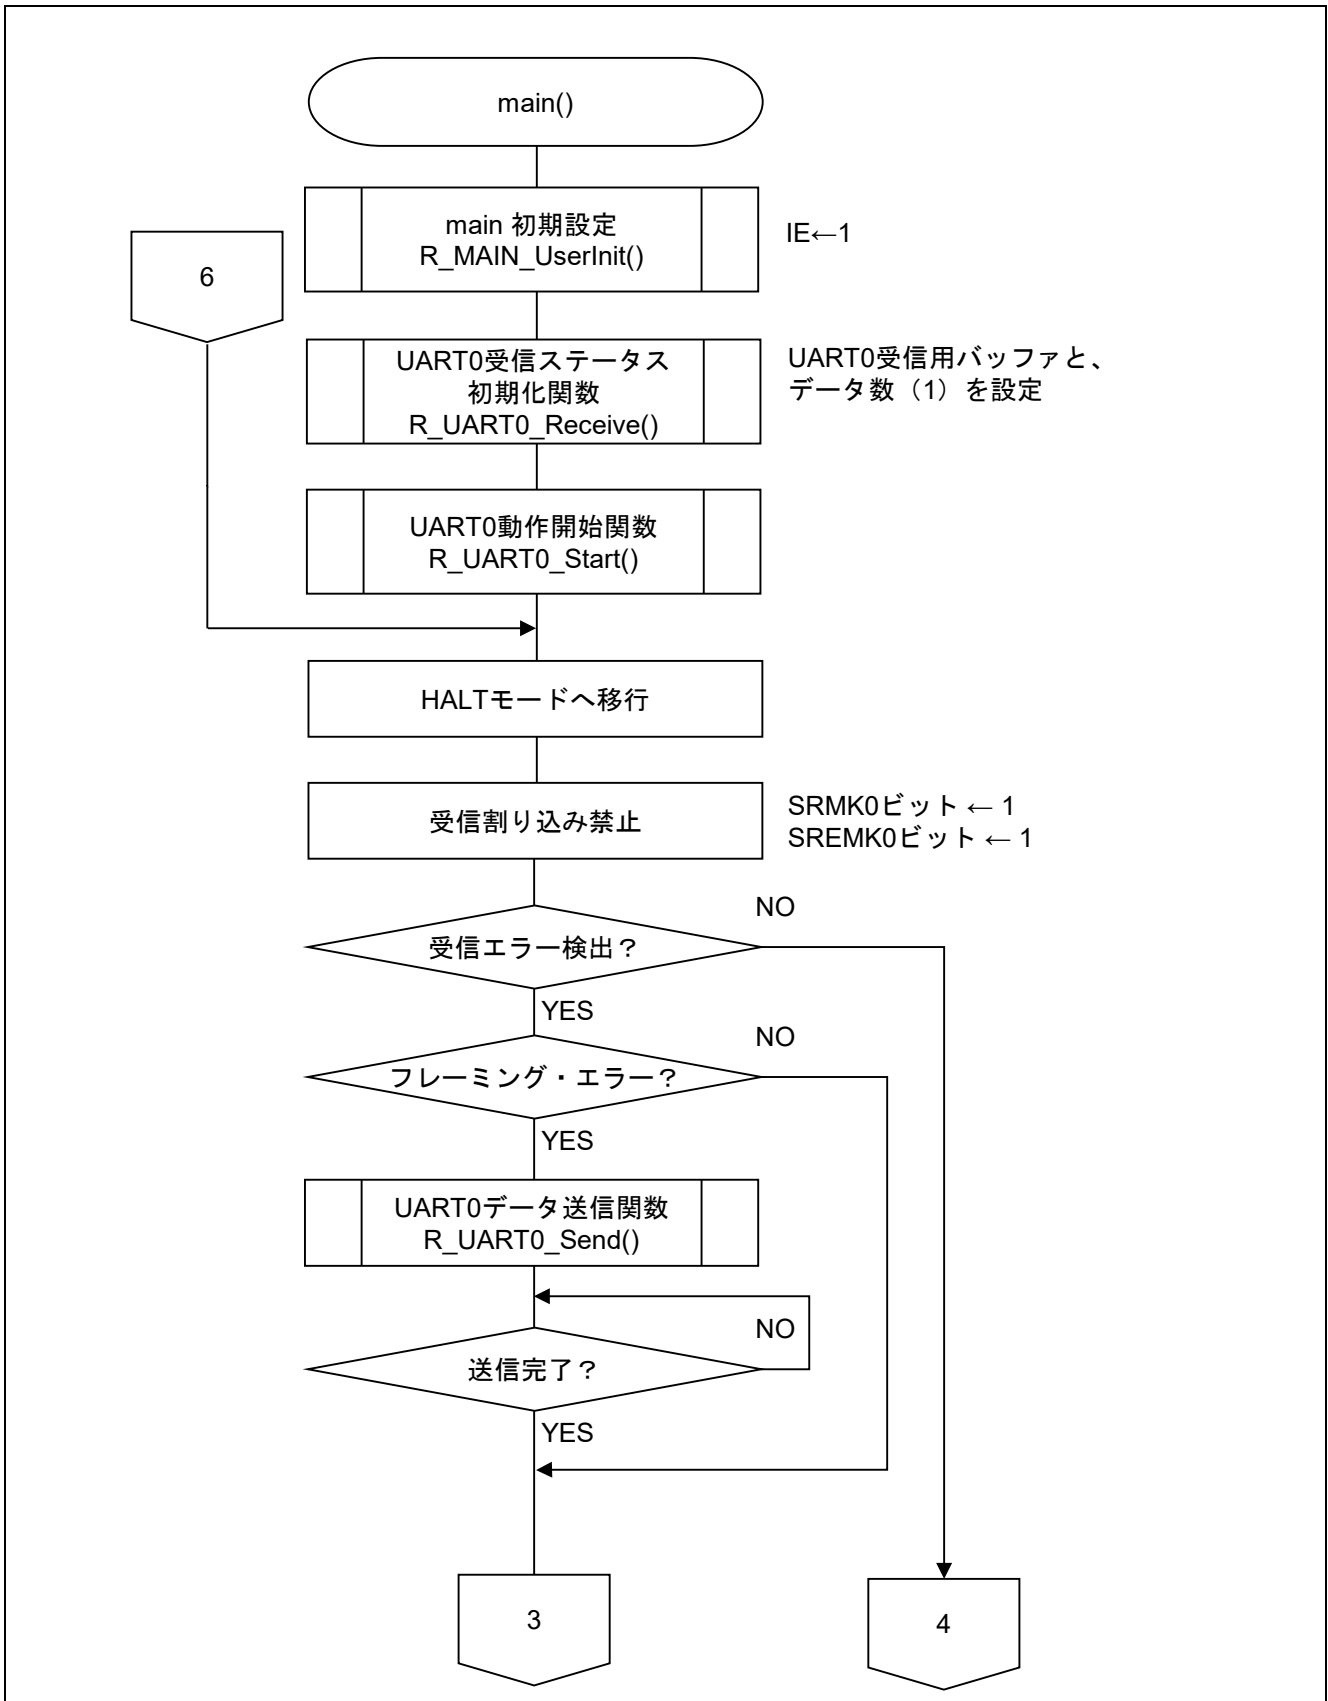 main()
main 初期設定
R_MAIN_UserInit()
IE←1
6
UART0受信ステータス
初期化関数
R_UART0_Receive()
UART0受信用バッファと、
データ数（1）を設定
UART0動作開始関数
R_UART0_Start()
HALTモードへ移行
受信割り込み禁止
SRMK0ビット ← 1
SREMK0ビット ← 1
NO
受信エラー検出？
YES
NO
フレーミング・エラー？
YES
UART0データ送信関数
R_UART0_Send()
NO
送信完了？
YES
3
4